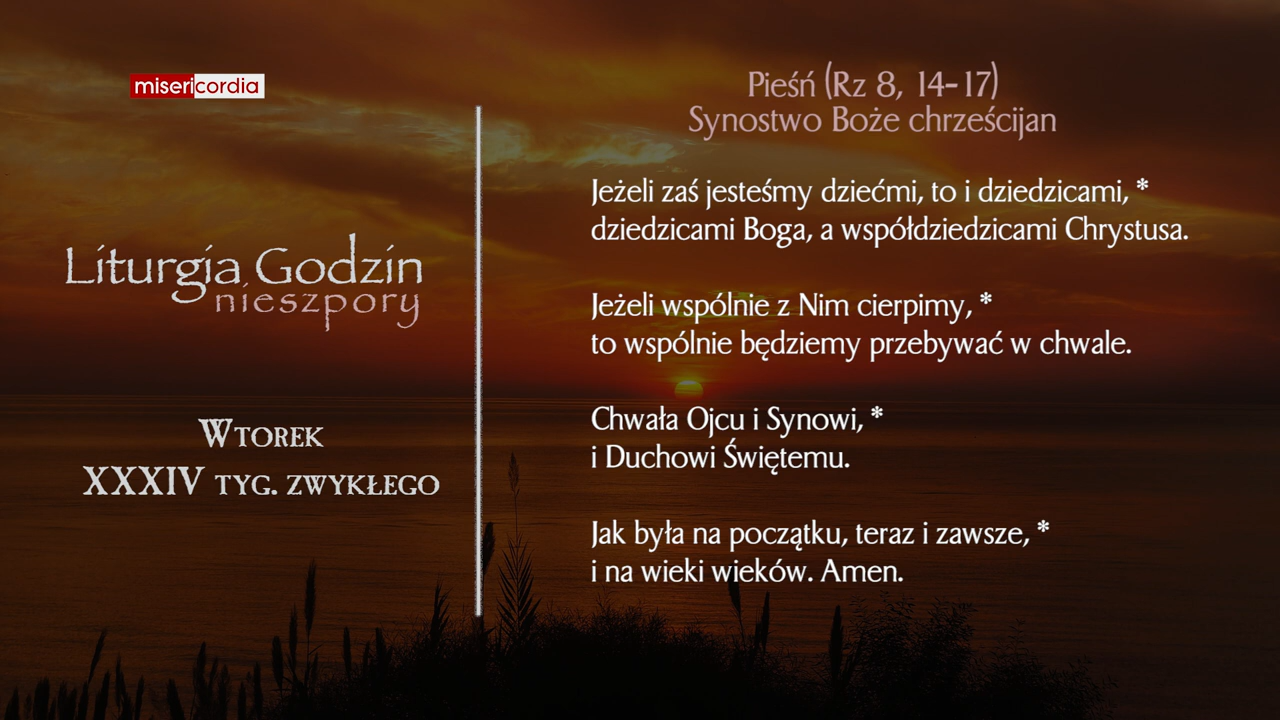 misericordia
Liturgia Godzin
nieszpory
Wtorek
XXXIV tyg. zwykłego
Pieśń (Rz 8, 14-17)
Synostwo Boże chrześcijan
Jeżeli zaś jesteśmy dziećmi, to i dziedzicami, *
dziedzicami Boga, a współdziedzicami Chrystusa.
Jeżeli wspólnie z Nim cierpimy, *
to wspólnie będziemy przebywać w chwale.
Chwała Ojcu i Synowi, *
i Duchowi Świętemu.
Jak była na początku, teraz i zawsze, *
i na wieki wieków. Amen.